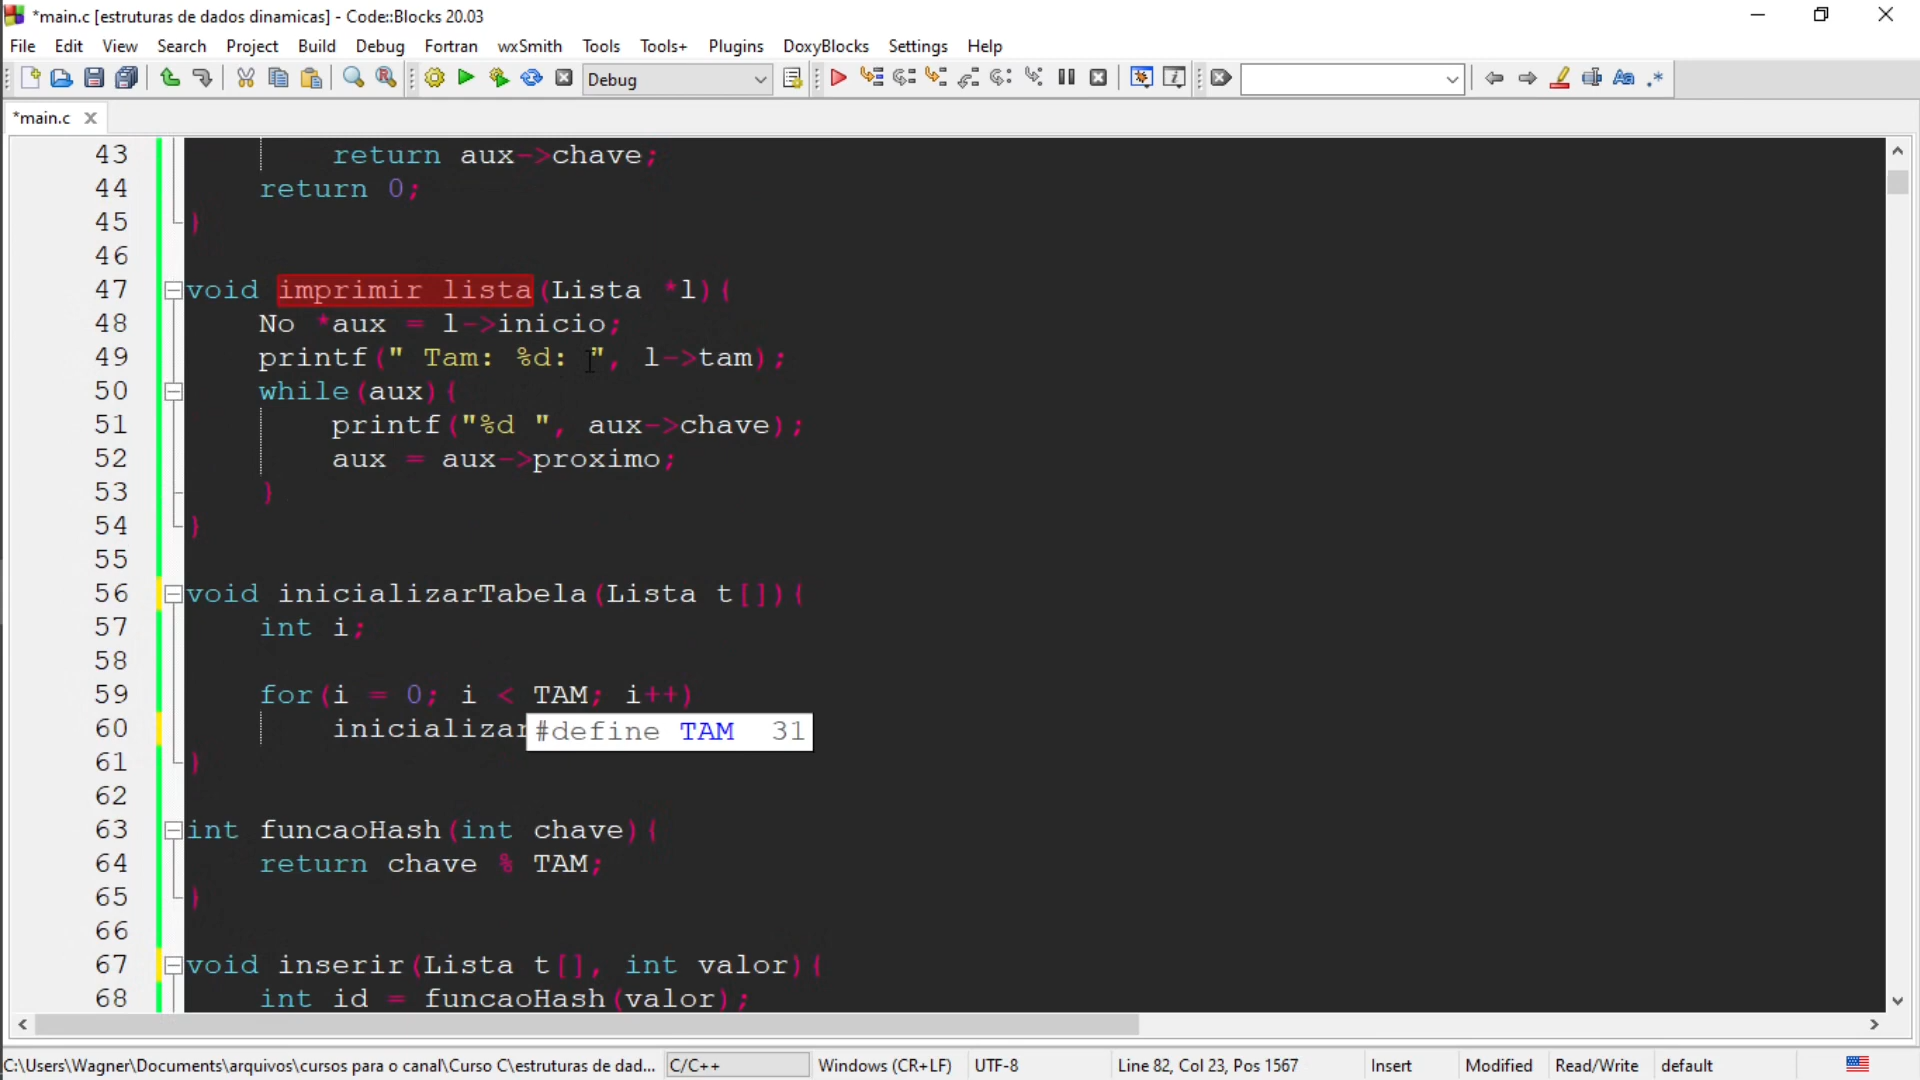 *main.c [estruturas de dados dinamicas] - Code::Blocks 20.03
File Edit View Search Project Build Debug Fortran wxSmith Tools Tools+ Plugins DoxyBlocks Settings Help
Debug
*main.c
43 return aux->chave;
44 return 0;
45 }
46
47 void imprimir_lista(Lista *l){
48 No *aux = l->inicio;
49 printf(" Tam: %d: ", l->tam);
50 while(aux){
51 printf("%d ", aux->chave);
52 aux = aux->proximo;
53 }
54 }
55
56 void inicializarTabela(Lista t[]){
57 int i;
58
59 for(i = 0; i < TAM; i++)
60 inicializar
#define TAM 31
61 }
62
63 int funcaoHash(int chave){
64 return chave % TAM;
65 }
66
67 void inserir(Lista t[], int valor){
68 int id = funcaoHash(valor);
C:\Users\Wagner\Documents\arquivos\cursos para o canal\Curso C\estruturas de dad... C/C++ Windows (CR+LF) UTF-8 Line 82, Col 23, Pos 1567 Insert Modified Read/Write default